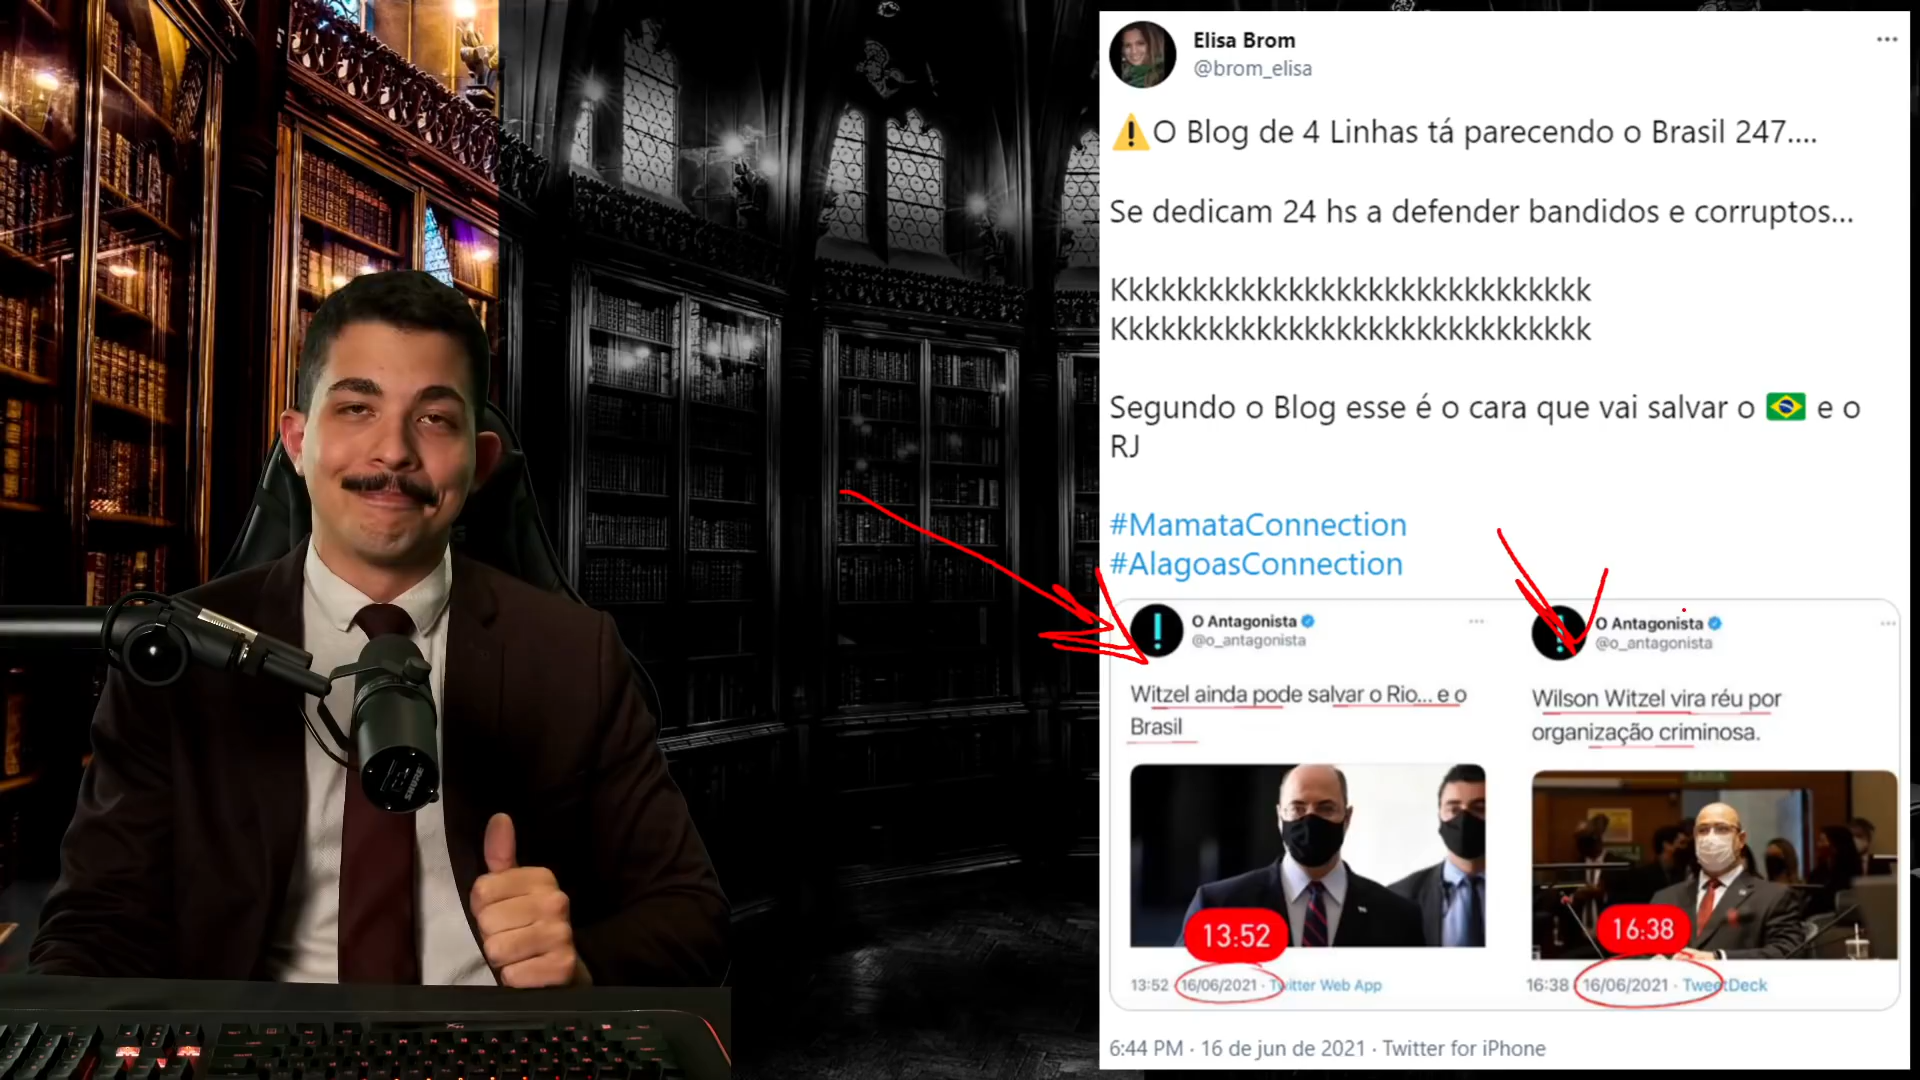 Elisa Brom
@brom_elisa
⚠️O Blog de 4 Linhas tá parecendo o Brasil 247....
Se dedicam 24 hs a defender bandidos e corruptos...
Kkkkkkkkkkkkkkkkkkkkkkkkkkkkkk
Kkkkkkkkkkkkkkkkkkkkkkkkkkkkkk
Segundo o Blog esse é o cara que vai salvar o 🇧🇷 e o
RJ
#MamataConnection
#AlagoasConnection
O Antagonista
@o_antagonista
Witzel ainda pode salvar o Rio... e o
Brasil
13:52
13:52 · 16/06/2021 · Twitter Web App
O Antagonista
@o_antagonista
Wilson Witzel vira réu por
organização criminosa.
16:38
16:38 · 16/06/2021 · TweetDeck
6:44 PM · 16 de jun de 2021 · Twitter for iPhone
SHURE